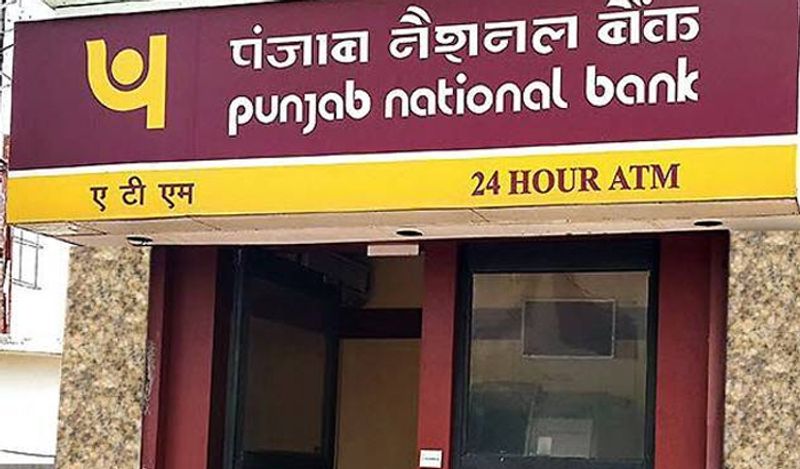 पंजाब नैशनल बैंक
punjab national bank
ए टी एम
24 HOUR ATM